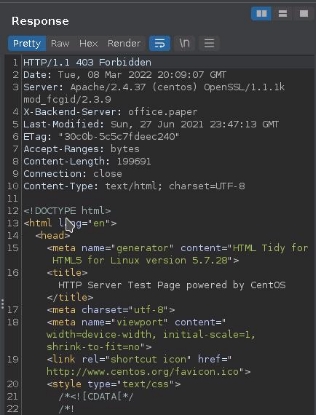 Response
Pretty Raw Hex Render \n
1 HTTP/1.1 403 Forbidden
2 Date: Tue, 08 Mar 2022 20:09:07 GMT
3 Server: Apache/2.4.37 (centos) OpenSSL/1.1.1k
mod_fcgid/2.3.9
4 X-Backend-Server: office.paper
5 Last-Modified: Sun, 27 Jun 2021 23:47:13 GMT
6 ETag: "30c0b-5c5c7fdeec240"
7 Accept-Ranges: bytes
8 Content-Length: 199691
9 Connection: close
10 Content-Type: text/html; charset=UTF-8
11
12 <!DOCTYPE html>
13 <html lang="en">
14 <head>
15 <meta name="generator" content="HTML Tidy for
HTML5 for Linux version 5.7.28">
16 <title>
HTTP Server Test Page powered by CentOS
</title>
17 <meta charset="utf-8">
18 <meta name="viewport" content="
width=device-width, initial-scale=1,
shrink-to-fit=no">
19 <link rel="shortcut icon" href="
http://www.centos.org/favicon.ico">
20 <style type="text/css">
21 /*<![CDATA[*/
22 /*!